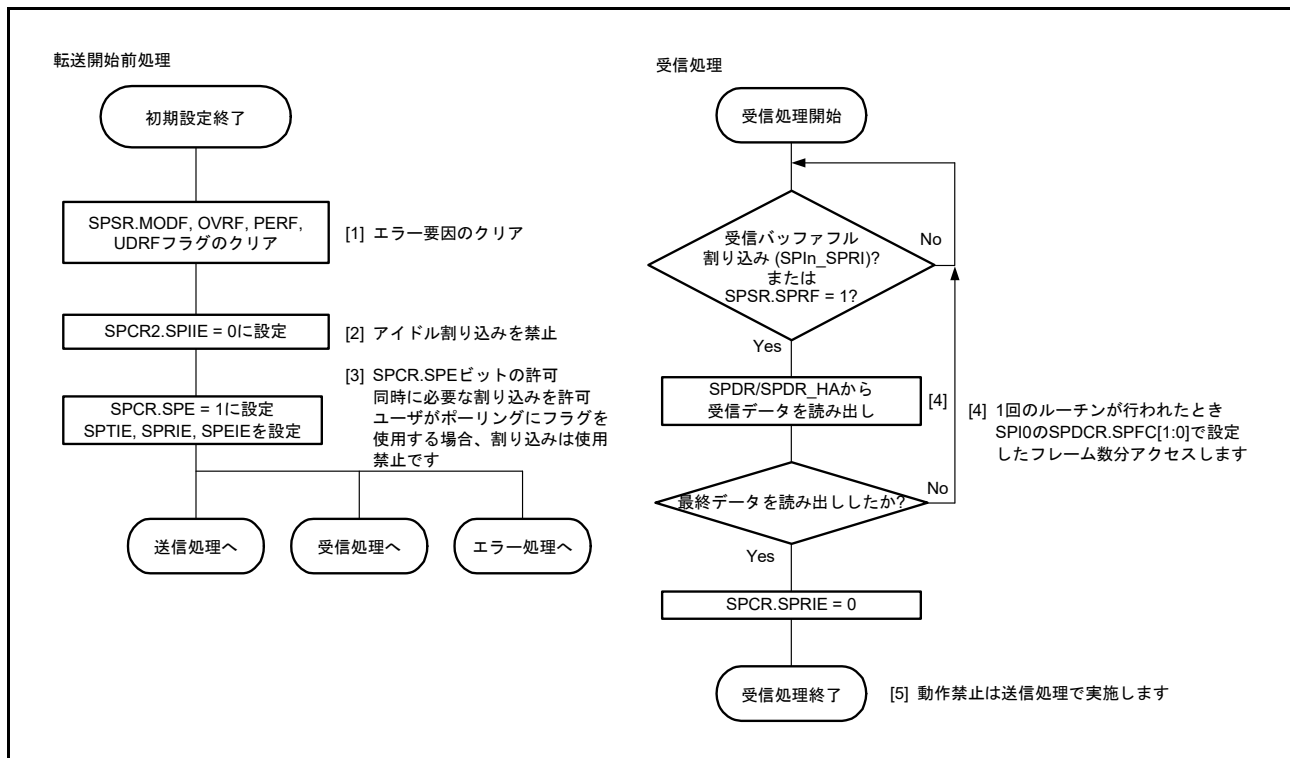 転送開始前処理
初期設定終了
SPSR.MODF, OVRF, PERF,
UDRFフラグのクリア
[1] エラー要因のクリア
SPCR2.SPIIE = 0に設定
[2] アイドル割り込みを禁止
SPCR.SPE = 1に設定
SPTIE, SPRIE, SPEIEを設定
[3] SPCR.SPEビットの許可
同時に必要な割り込みを許可
ユーザがポーリングにフラグを
使用する場合、割り込みは使用
禁止です
送信処理へ
受信処理へ
エラー処理へ
受信処理
受信処理開始
受信バッファフル
割り込み (SPIn_SPRI)?
または
SPSR.SPRF = 1?
No
Yes
SPDR/SPDR_HAから
受信データを読み出し
[4]
[4] 1回のルーチンが行われたとき
SPI0のSPDCR.SPFC[1:0]で設定
したフレーム数分アクセスします
最終データを読み出ししたか?
No
Yes
SPCR.SPRIE = 0
受信処理終了
[5] 動作禁止は送信処理で実施します